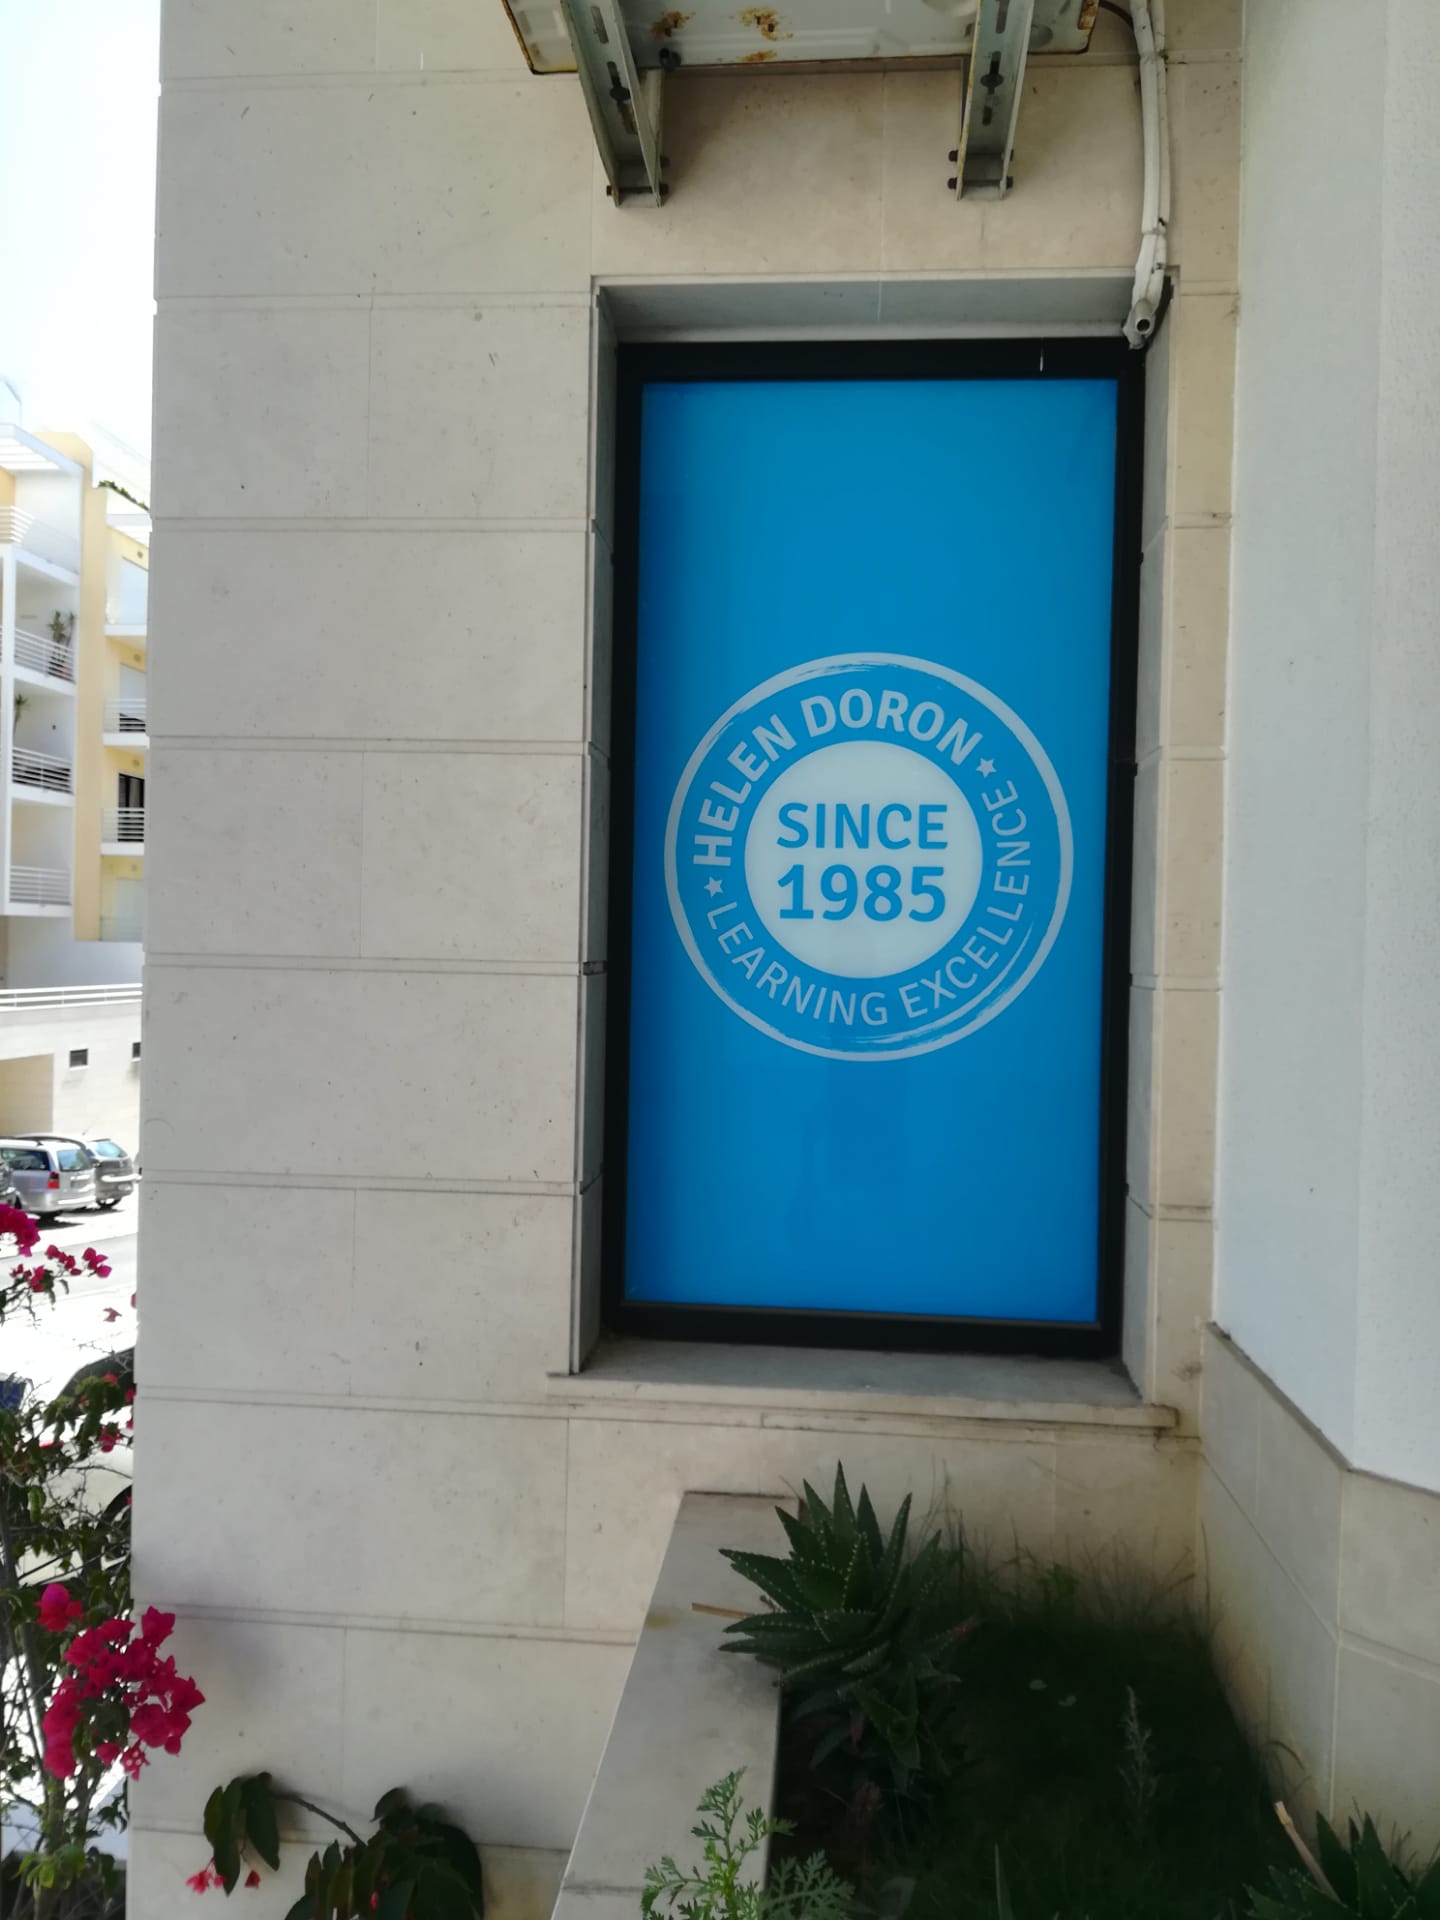 HELEN DORON
SINCE
1985
LEARNING EXCELLENCE